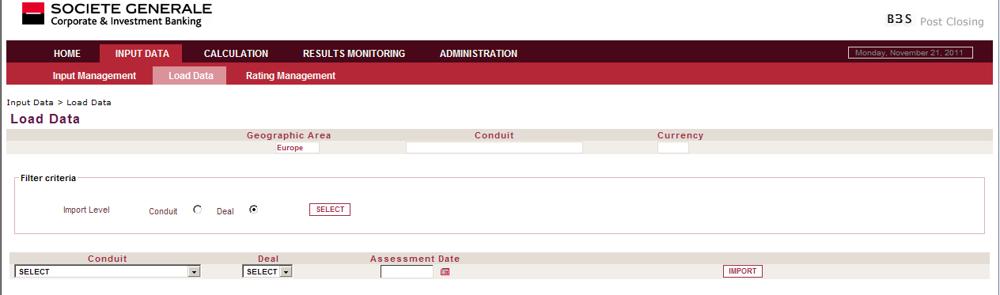 SOCIETE GENERALE
Corporate & Investment Banking
B3S Post Closing
HOME INPUT DATA CALCULATION RESULTS MONITORING ADMINISTRATION Monday, November 21, 2011
Input Management Load Data Rating Management
Input Data > Load Data
Load Data
Geographic Area Conduit Currency
Europe
Filter criteria
Import Level Conduit Deal SELECT
Conduit Deal Assessment Date
SELECT SELECT IMPORT